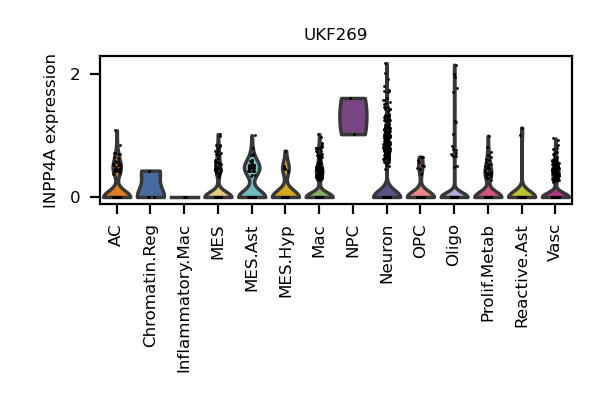 UKF269
INPP4A expression
2
0
AC
Chromatin.Reg
Inflammatory.Mac
MES
MES.Ast
MES.Hyp
Mac
NPC
Neuron
OPC
Oligo
Prolif.Metab
Reactive.Ast
Vasc